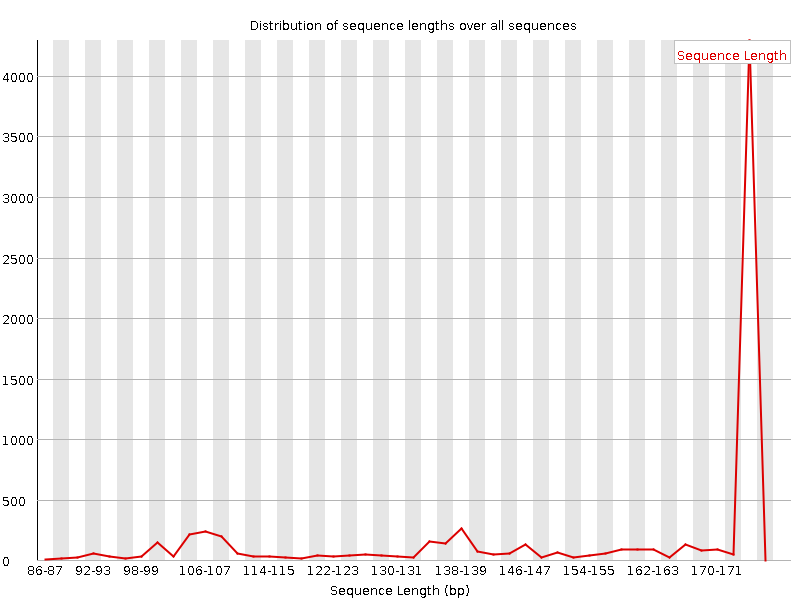 Distribution of sequence lengths over all sequences
Sequence Length
4000
3500
3000
2500
2000
1500
1000
500
0
86-87 92-93 98-99 106-107 114-115 122-123 130-131 138-139 146-147 154-155 162-163 170-171
Sequence Length (bp)